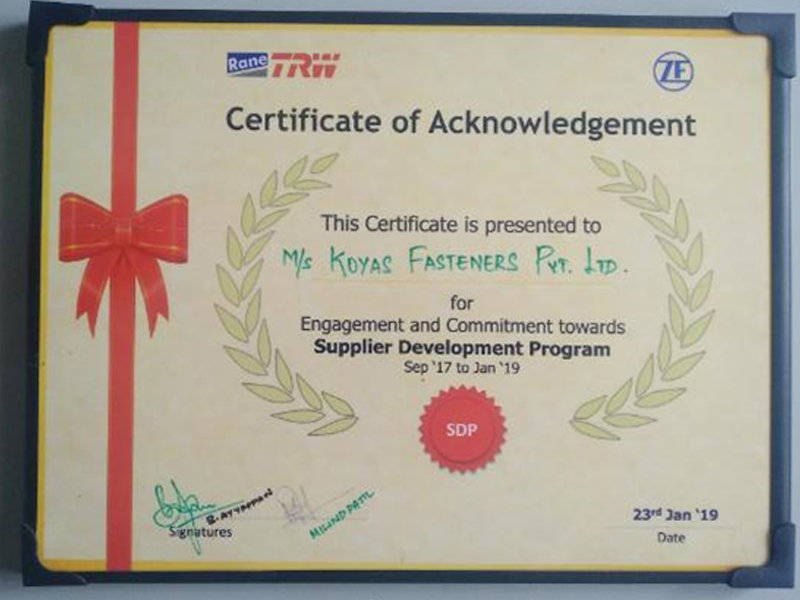 Rane TRW
ZF
Certificate of Acknowledgement
This Certificate is presented to
M/s KOYAS FASTENERS PVT. LTD.
for
Engagement and Commitment towards
Supplier Development Program
Sep '17 to Jan '19
SDP
B. AYYAPPAN
MILIND PATIL
Signatures
23rd Jan '19
Date